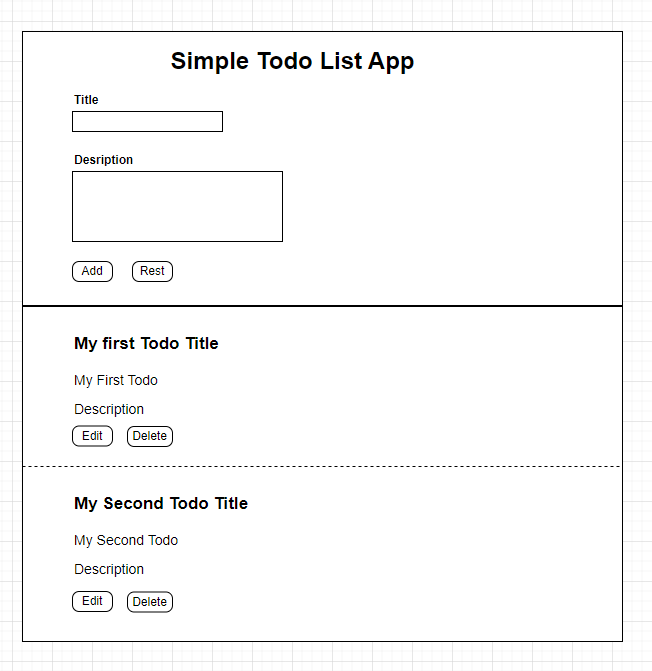 Simple Todo List App
Title
Desription
Add Rest
My first Todo Title
My First Todo
Description
Edit Delete
My Second Todo Title
My Second Todo
Description
Edit Delete